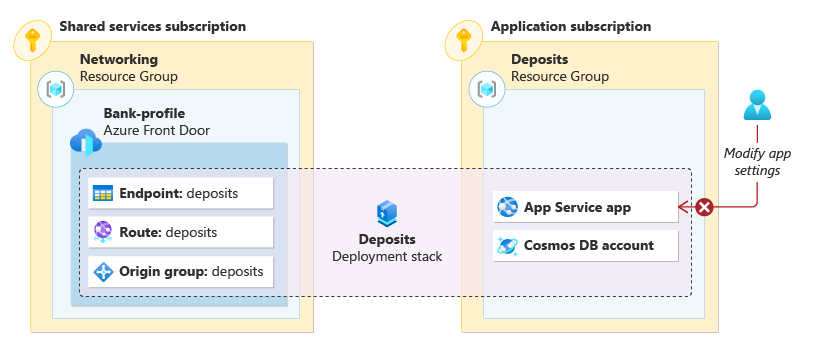 Shared services subscription
Application subscription
Networking
Resource Group
Deposits
Resource Group
Bank-profile
Azure Front Door
Modify app
settings
Endpoint: deposits
Route: deposits
Origin group: deposits
Deposits
Deployment stack
App Service app
Cosmos DB account